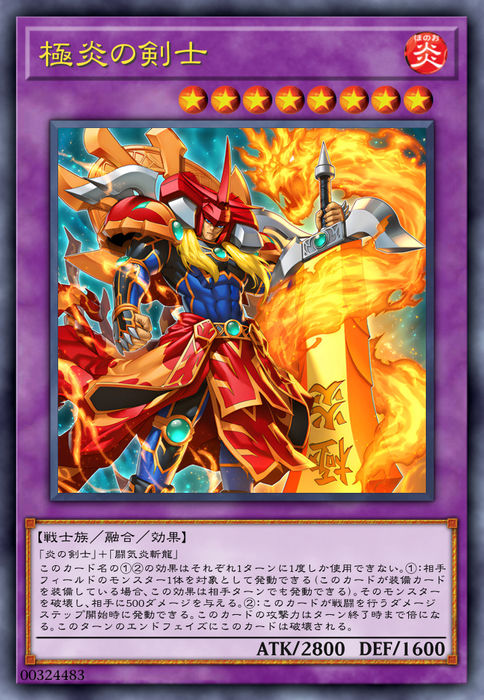 極炎の剣士
ほのお
炎
極炎
【戦士族／融合／効果】
「炎の剣士」＋「闘気炎斬龍」
このカード名の①②の効果はそれぞれ1ターンに1度しか使用できない。①：相手
フィールドのモンスター1体を対象として発動できる（このカードが装備カード
を装備している場合、この効果は相手ターンでも発動できる）。そのモンスター
を破壊し、相手に500ダメージを与える。②：このカードが戦闘を行うダメージ
ステップ開始時に発動できる。このカードの攻撃力はターン終了時まで倍にな
る。このターンのエンドフェイズにこのカードは破壊される。
ATK/2800 DEF/1600
00324483